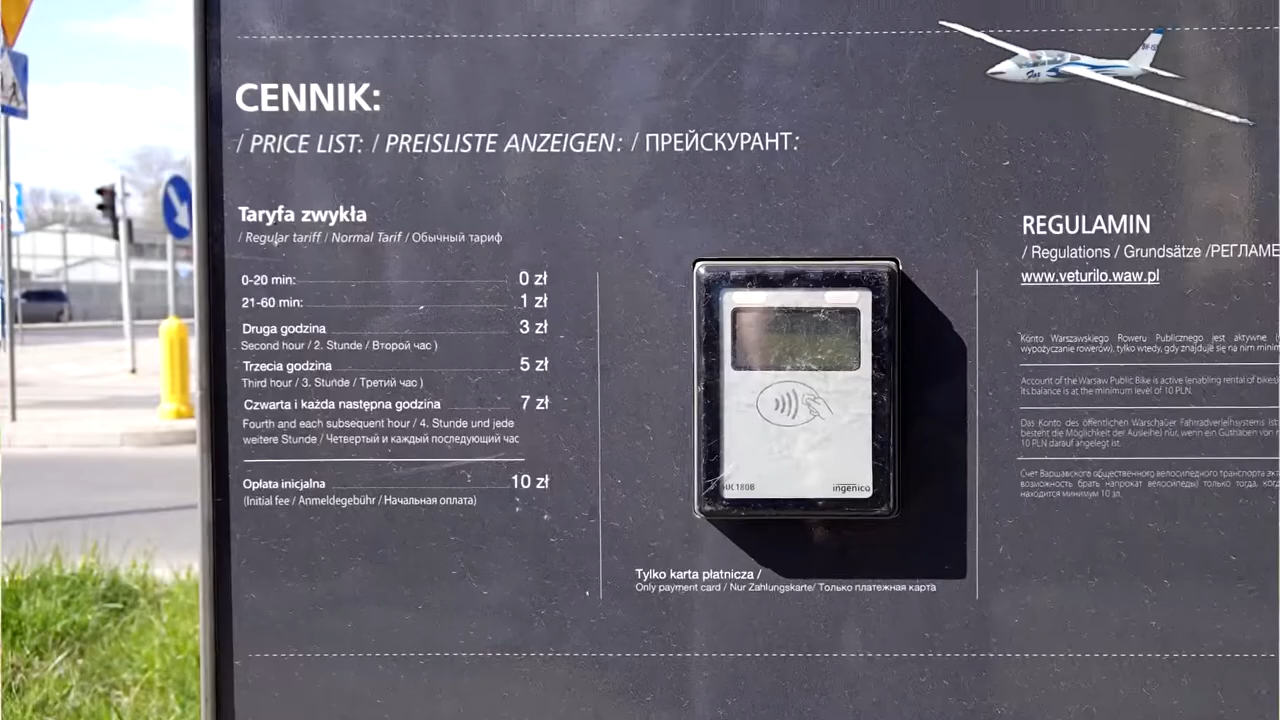 CENNIK:
/ PRICE LIST: / PREISLISTE ANZEIGEN: / ПРЕЙСКУРАНТ:
Taryfa zwykła
/ Regular tariff / Normal Tarif / Обычный тариф
0-20 min: 0 zł
21-60 min: 1 zł
Druga godzina 3 zł
Second hour / 2. Stunde / Второй час )
Trzecia godzina 5 zł
Third hour / 3. Stunde / Третий час )
Czwarta i każda następna godzina 7 zł
Fourth and each subsequent hour / 4. Stunde und jede
weitere Stunde / Четвертый и каждый последующий час
Opłata inicjalna 10 zł
(Initial fee / Anmeldegebühr / Начальная оплата)
Fox
iUC180B
ingenico
Tylko karta płatnicza /
Only payment card / Nur Zahlungskarte/ Только платежная карта
REGULAMIN
/ Regulations / Grundsätze /РЕГЛАМЕ
www.veturilo.waw.pl
Konto Warszawskiego Roweru Publicznego jest aktywne
wypożyczanie rowerów), tylko wtedy, gdy znajduje się na nim minim
Account of the Warsaw Public Bike is active (enabling rental of bikes)
its balance is at the minimum level of 10 PLN.
Das Konto des öffentlichen Warschauer Fahrradverleihsystems ist
besteht die Möglichkeit der Ausleihe) nur, wenn ein Guthaben von
10 PLN darauf angelegt ist.
Счет Варшавского общественного велосипедного транспорта
возможность брать напрокат велосипеды) только тогда,
находится минимум 10 зл.